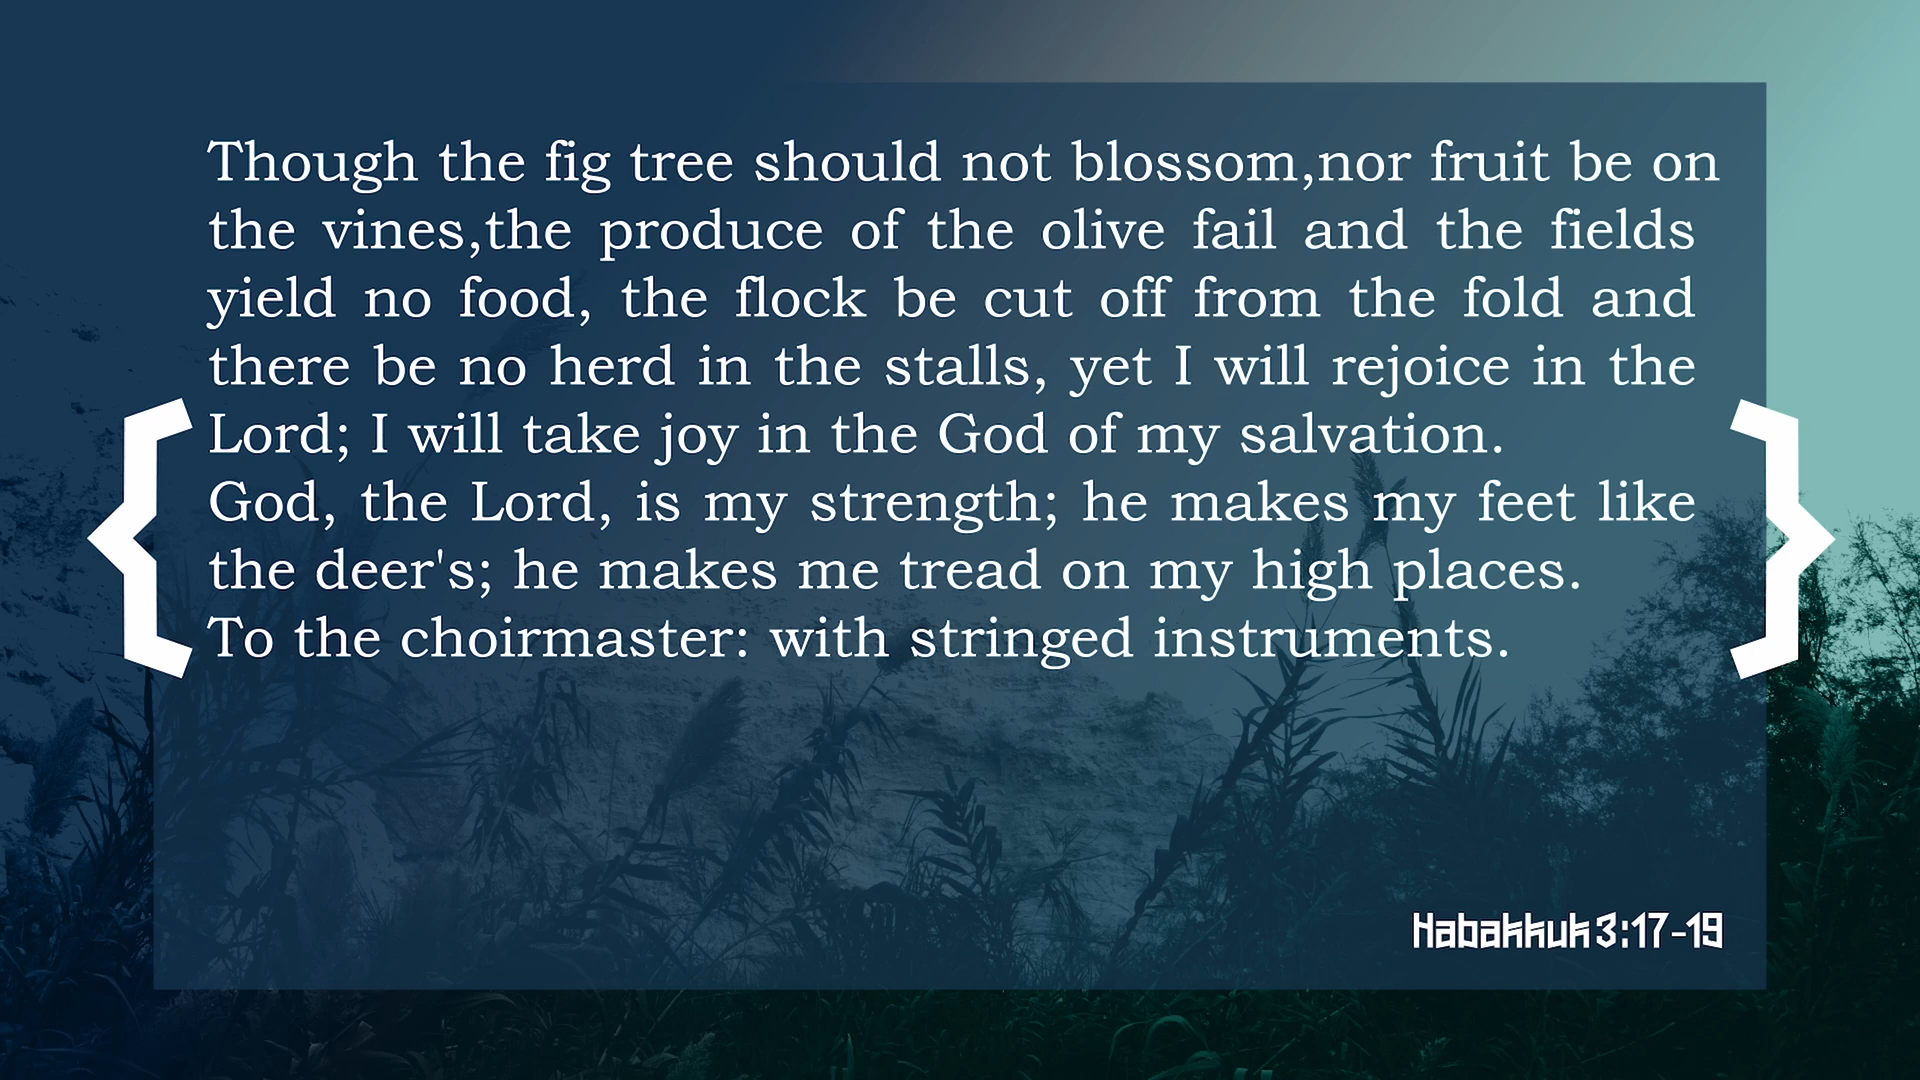 Though the fig tree should not blossom,nor fruit be on
the vines,the produce of the olive fail and the fields
yield no food, the flock be cut off from the fold and
there be no herd in the stalls, yet I will rejoice in the
Lord; I will take joy in the God of my salvation.
God, the Lord, is my strength; he makes my feet like
the deer's; he makes me tread on my high places.
To the choirmaster: with stringed instruments.
Habakkuk 3:17-19